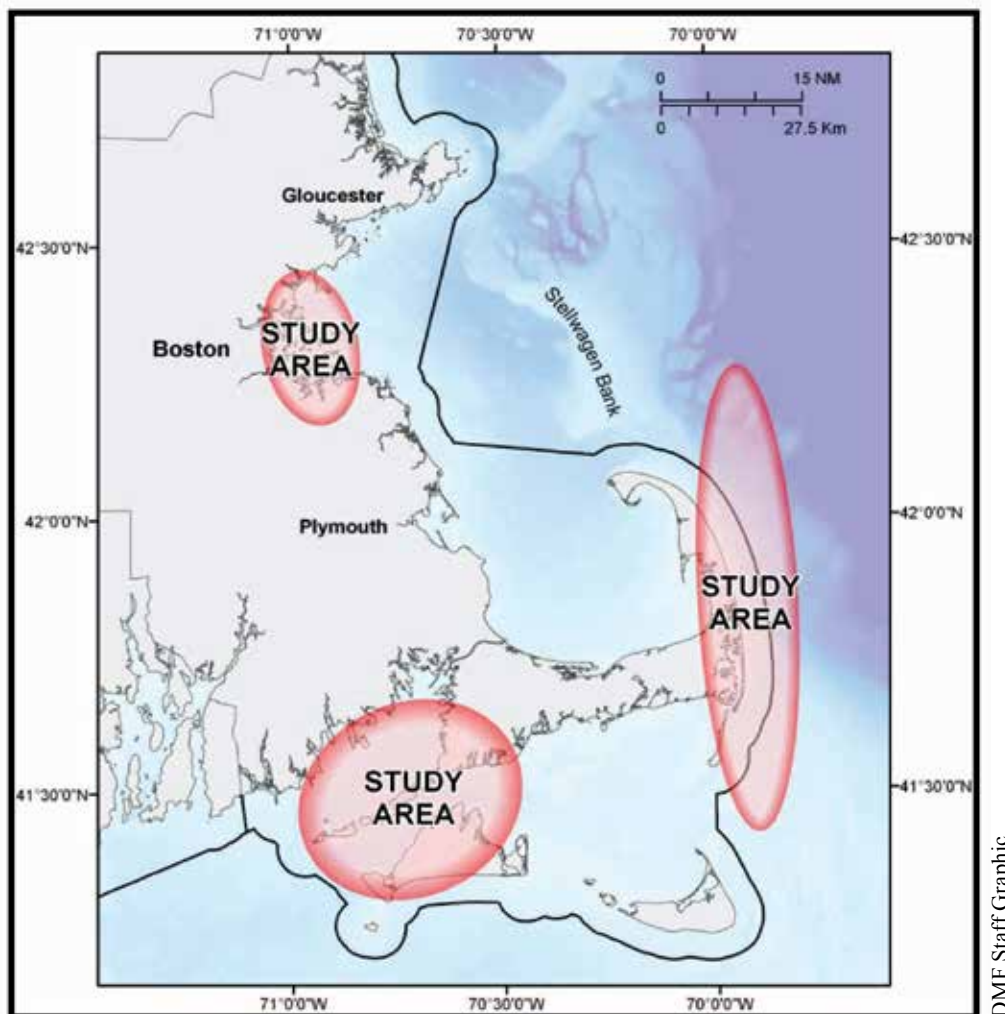 71°0'0"W 70°30'0"W 70°0'0"W
0 15 NM
0 27.5 Km
Gloucester
42°30'0"N 42°30'0"N
Stellwagen Bank
STUDY
AREA
Boston
42°0'0"N 42°0'0"N
Plymouth
STUDY
AREA
STUDY
AREA
41°30'0"N 41°30'0"N
71°0'0"W 70°30'0"W 70°0'0"W
DMF Staff Graphic